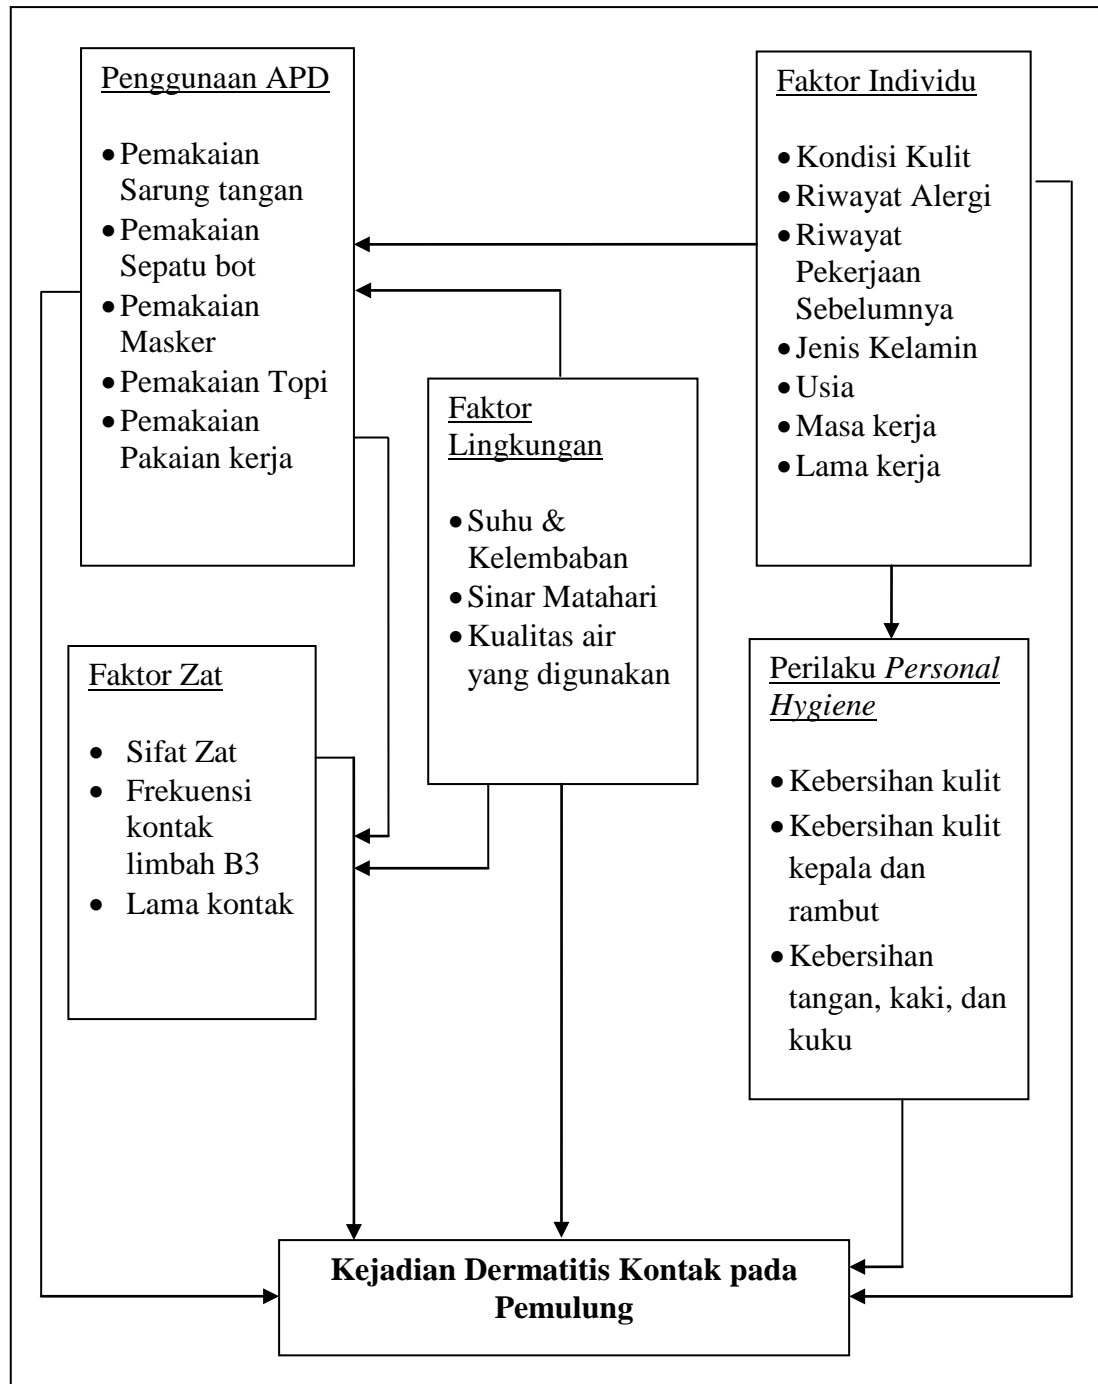 Penggunaan APD
• Pemakaian
Sarung tangan
• Pemakaian
Sepatu bot
• Pemakaian
Masker
• Pemakaian Topi
• Pemakaian
Pakaian kerja
Faktor Individu
• Kondisi Kulit
• Riwayat Alergi
• Riwayat
Pekerjaan
Sebelumnya
• Jenis Kelamin
• Usia
• Masa kerja
• Lama kerja
Faktor
Lingkungan
• Suhu &
Kelembaban
• Sinar Matahari
• Kualitas air
yang digunakan
Faktor Zat
• Sifat Zat
• Frekuensi
kontak
limbah B3
• Lama kontak
Perilaku Personal
Hygiene
• Kebersihan kulit
• Kebersihan kulit
kepala dan
rambut
• Kebersihan
tangan, kaki, dan
kuku
Kejadian Dermatitis Kontak pada
Pemulung